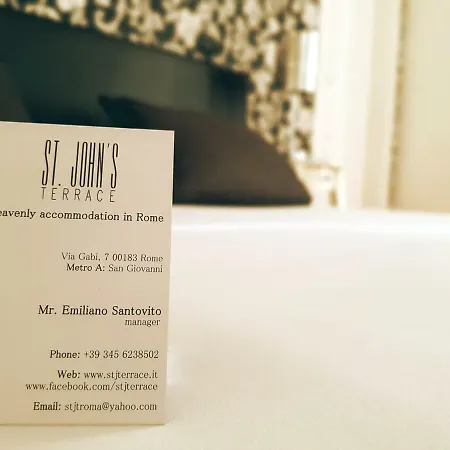 ST. JOHN'S
TERRACE
eavenly accommodation in Rome
Via Gabi, 7 00183 Rome
Metro A: San Giovanni
Mr. Emiliano Santovito
manager
Phone: +39 345 6238502
Web: www.stjterrace.it
www.facebook.com/stjterrace
Email: stjtroma@yahoo.com